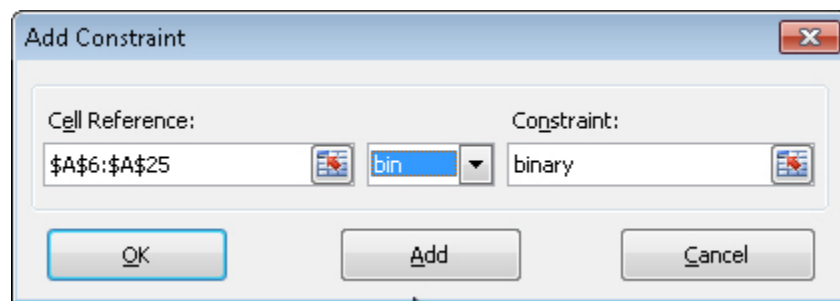 Add Constraint
Cell Reference:
Constraint:
$A$6:$A$25
bin
binary
OK
Add
Cancel